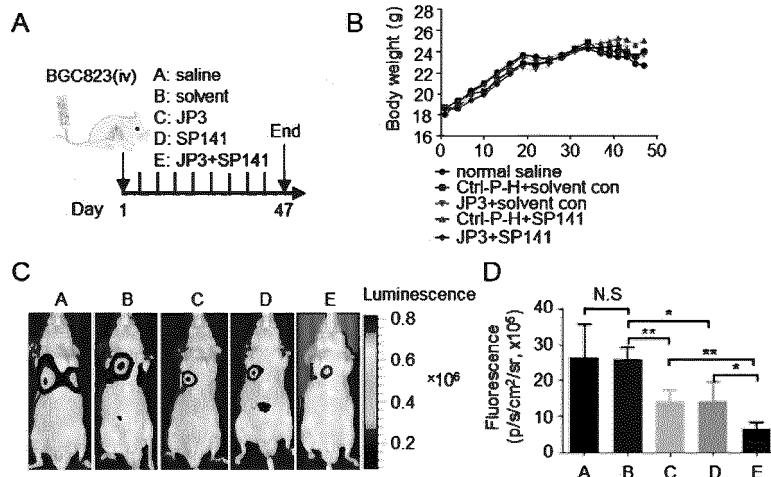 A
BGC823(iv)
A: saline
B: solvent
C: JP3
D: SP141
E: JP3+SP141
End
Day 1 47
B
Body weight (g)
26
24
22
20
18
16
0 10 20 30 40 50
normal saline
Ctrl-P-H+solvent con
JP3+solvent con
Ctrl-P-H+SP141
JP3+SP141
C
A B C D E
Luminescence
0.8
0.6
×10⁶
0.4
0.2
D
Fluorescence
(p/s/cm²/sr, x10⁵)
40
30
20
10
0
N.S
*
**
**
*
A B C D E